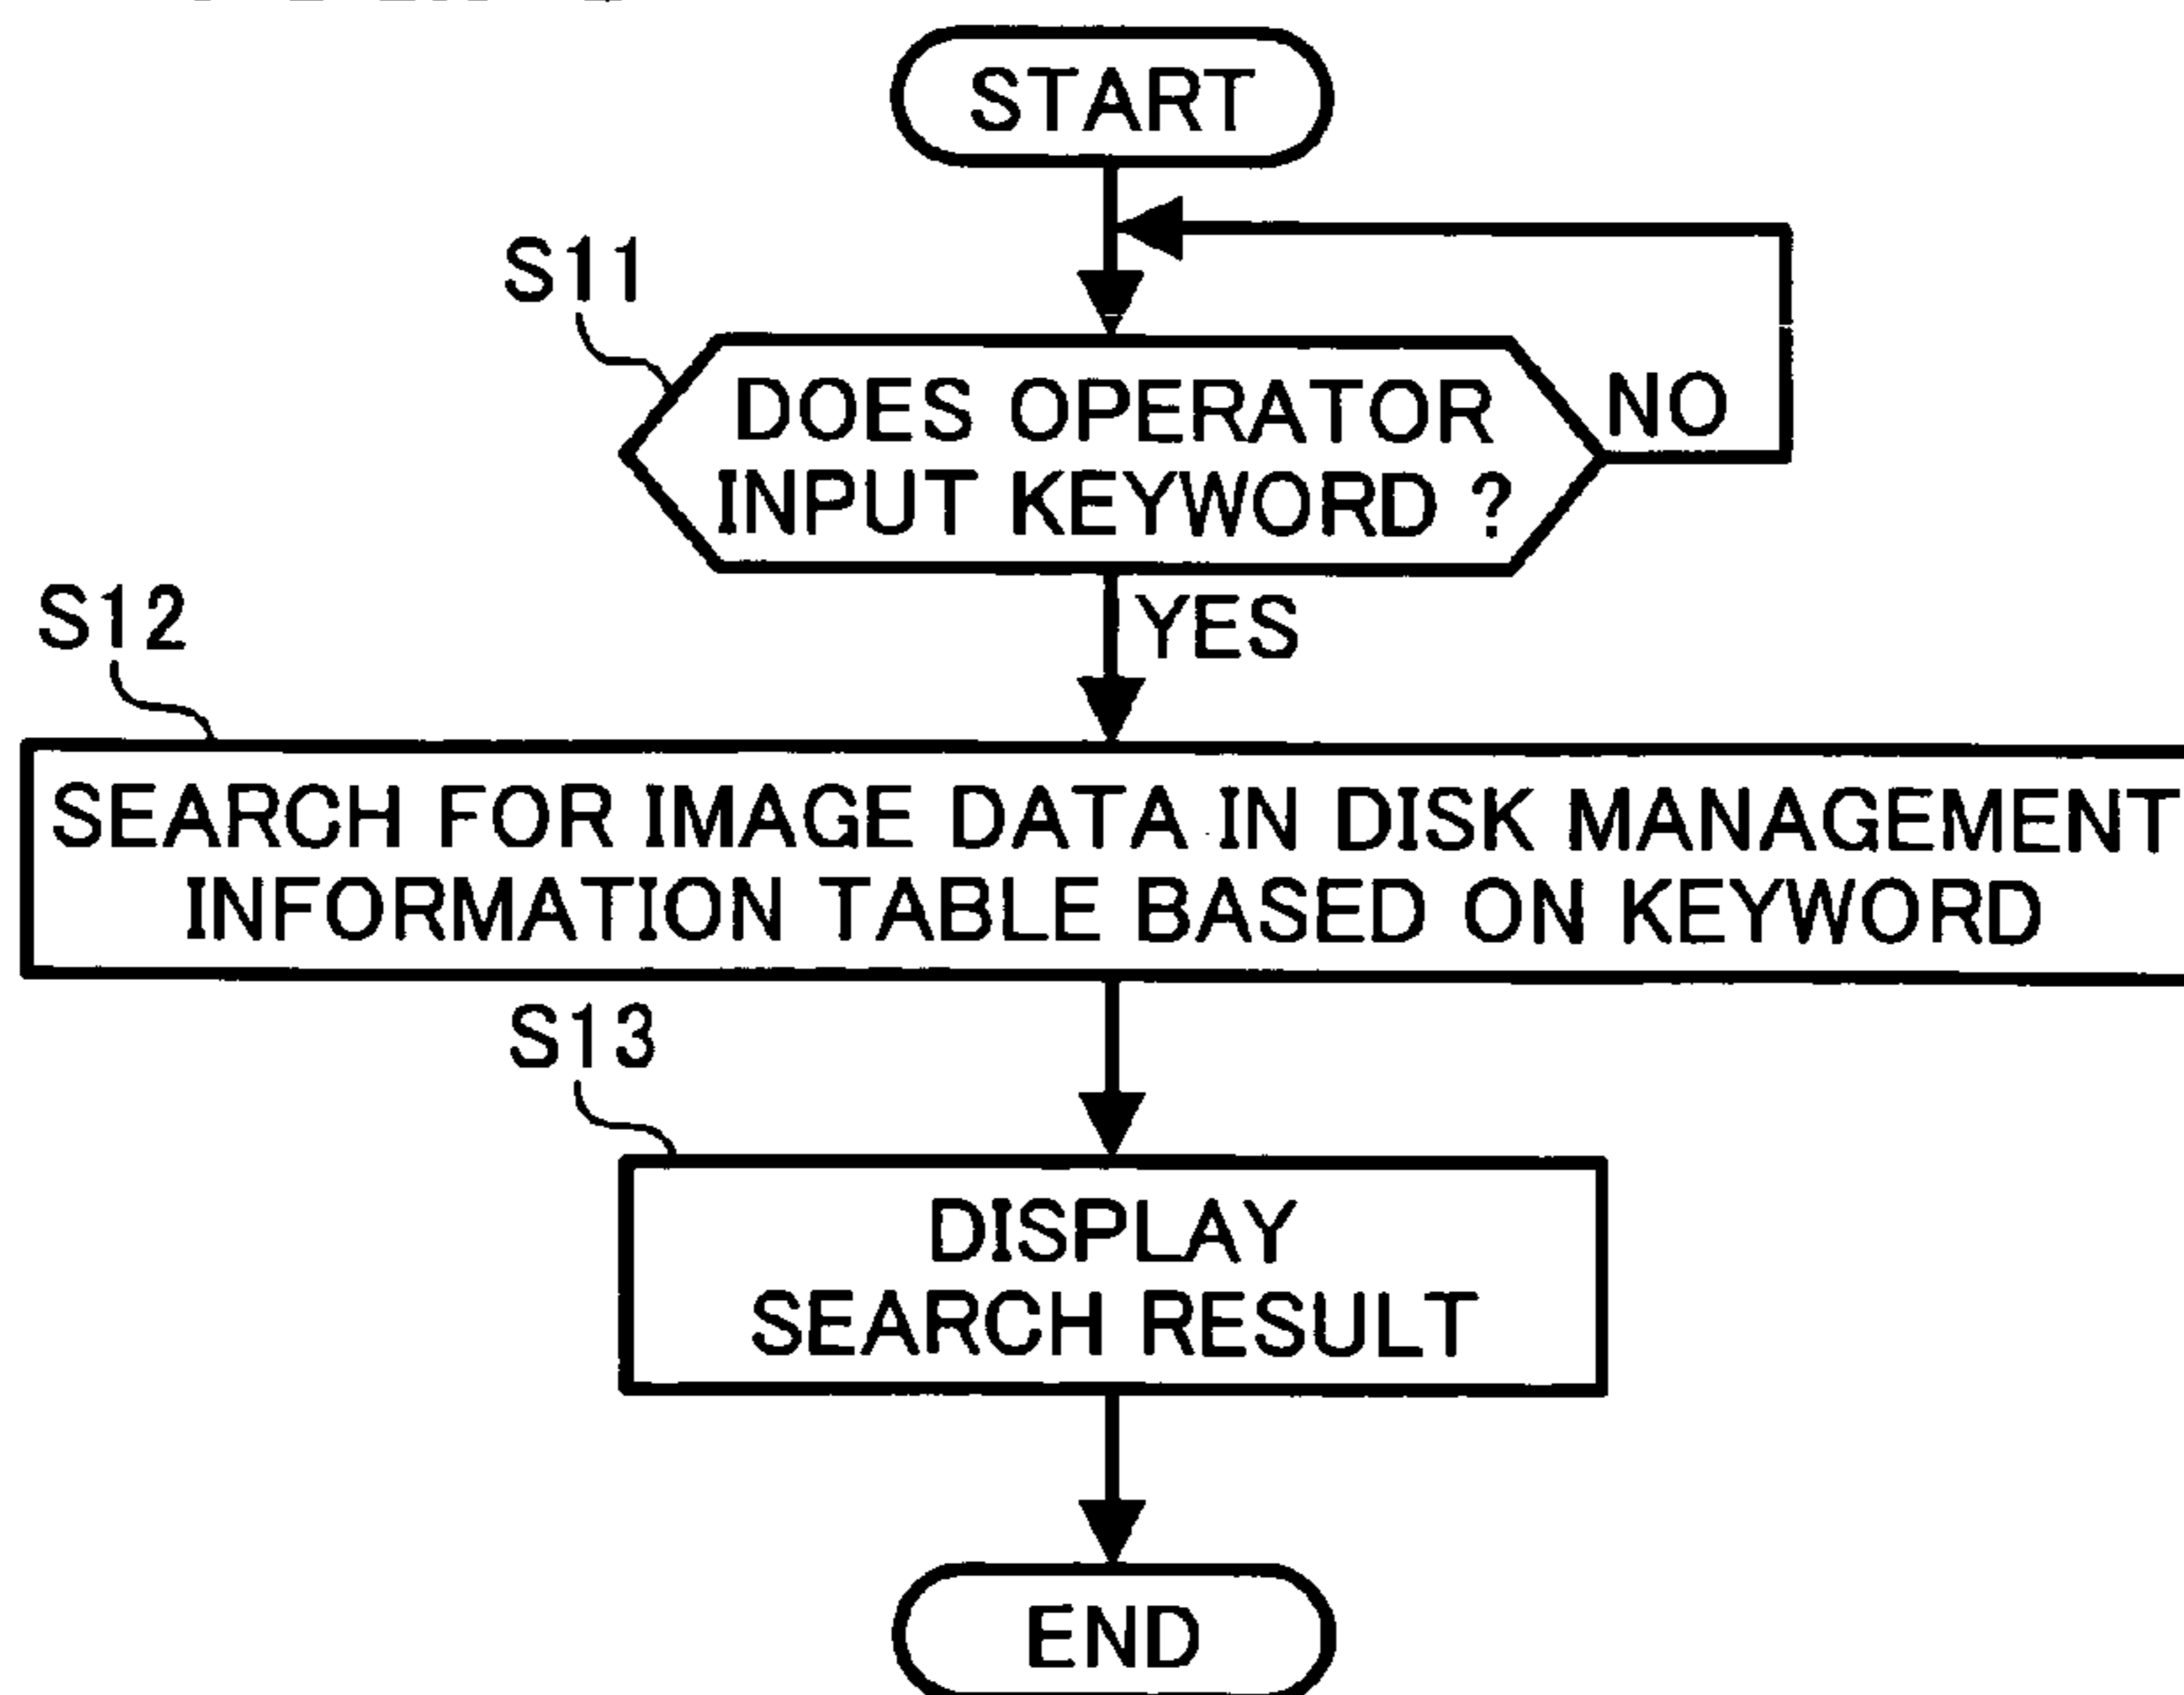 START
S11
DOES OPERATOR
INPUT KEYWORD ?
NO
YES
S12
SEARCH FOR IMAGE DATA IN DISK MANAGEMENT
INFORMATION TABLE BASED ON KEYWORD
S13
DISPLAY
SEARCH RESULT
END